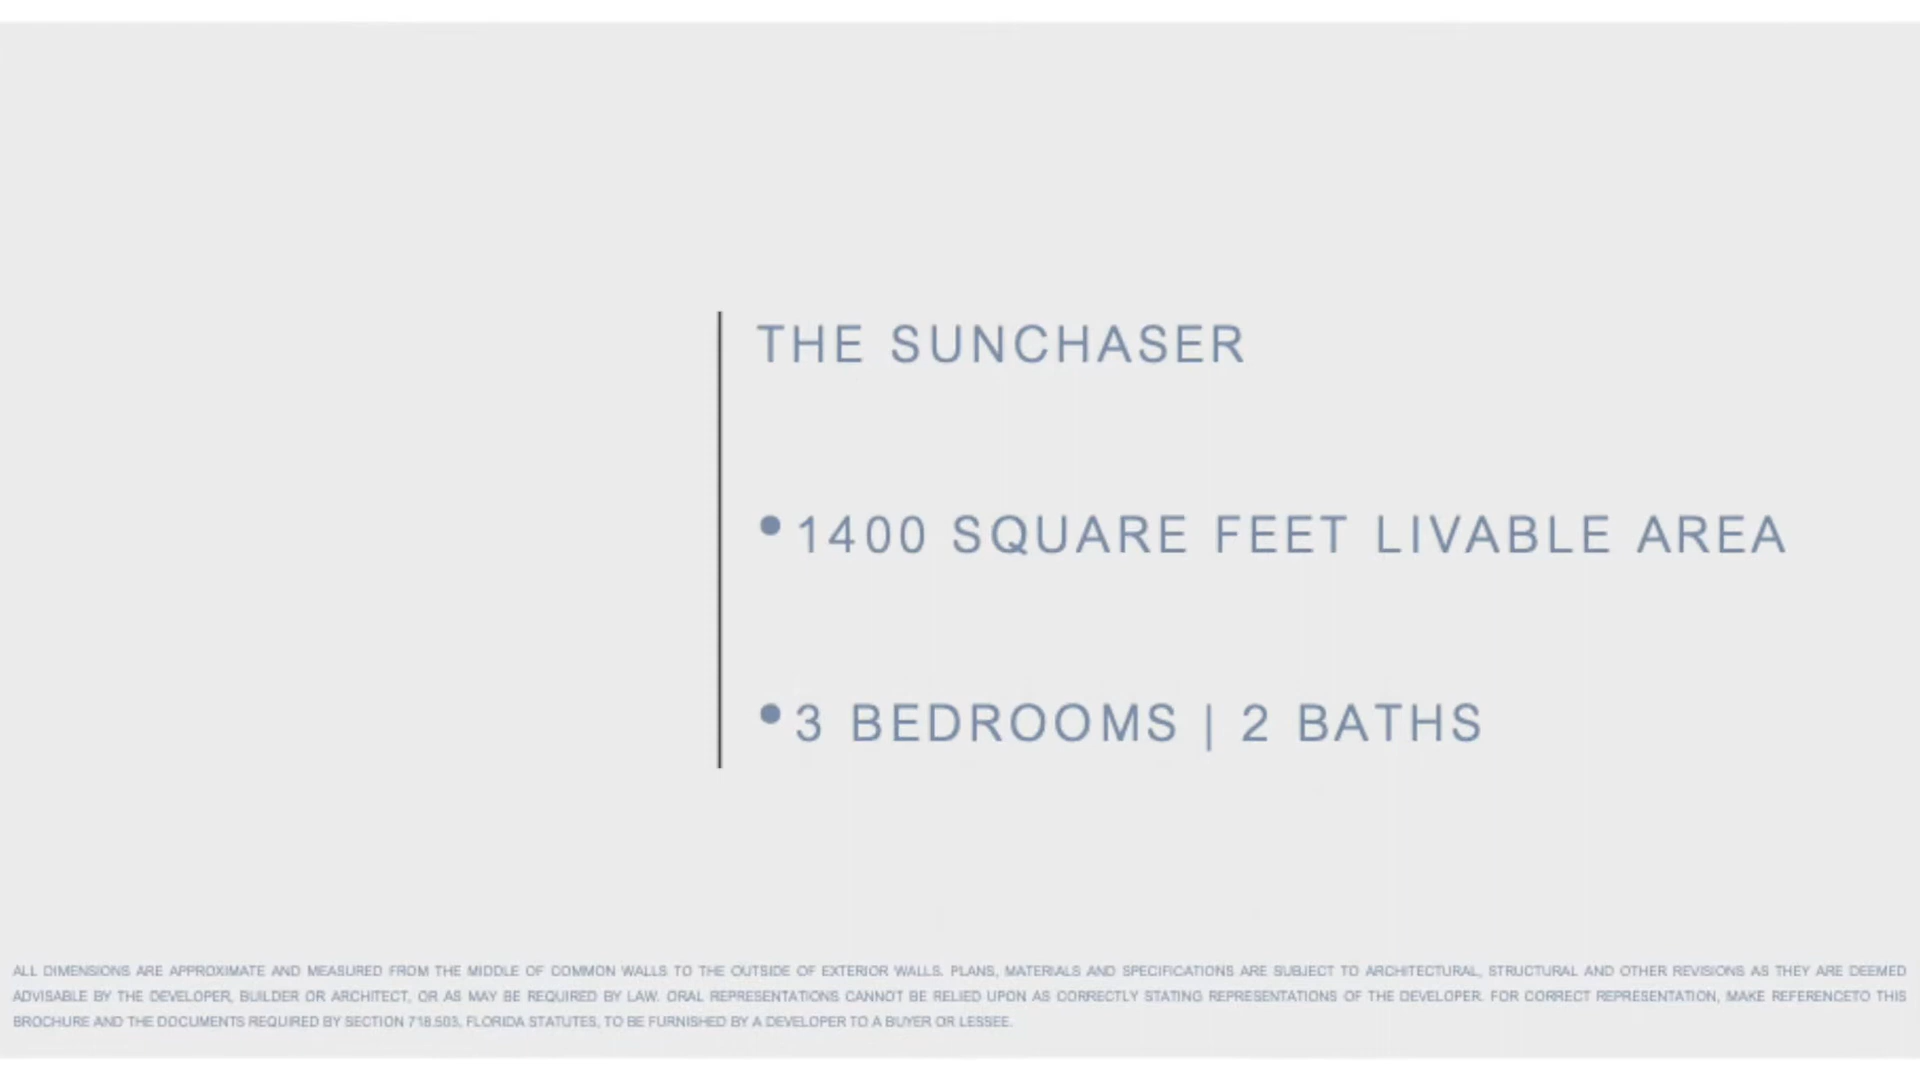 THE SUNCHASER
•1400 SQUARE FEET LIVABLE AREA
•3 BEDROOMS | 2 BATHS
ALL DIMENSIONS ARE APPROXIMATE AND MEASURED FROM THE MIDDLE OF COMMON WALLS TO THE OUTSIDE OF EXTERIOR WALLS. PLANS, MATERIALS AND SPECIFICATIONS ARE SUBJECT TO ARCHITECTURAL, STRUCTURAL AND OTHER REVISIONS AS THEY ARE DEEMED
ADVISABLE BY THE DEVELOPER, BUILDER OR ARCHITECT, OR AS MAY BE REQUIRED BY LAW. ORAL REPRESENTATIONS CANNOT BE RELIED UPON AS CORRECTLY STATING REPRESENTATIONS OF THE DEVELOPER. FOR CORRECT REPRESENTATION, MAKE REFERENCETO THIS
BROCHURE AND THE DOCUMENTS REQUIRED BY SECTION 718.503, FLORIDA STATUTES, TO BE FURNISHED BY A DEVELOPER TO A BUYER OR LESSEE.